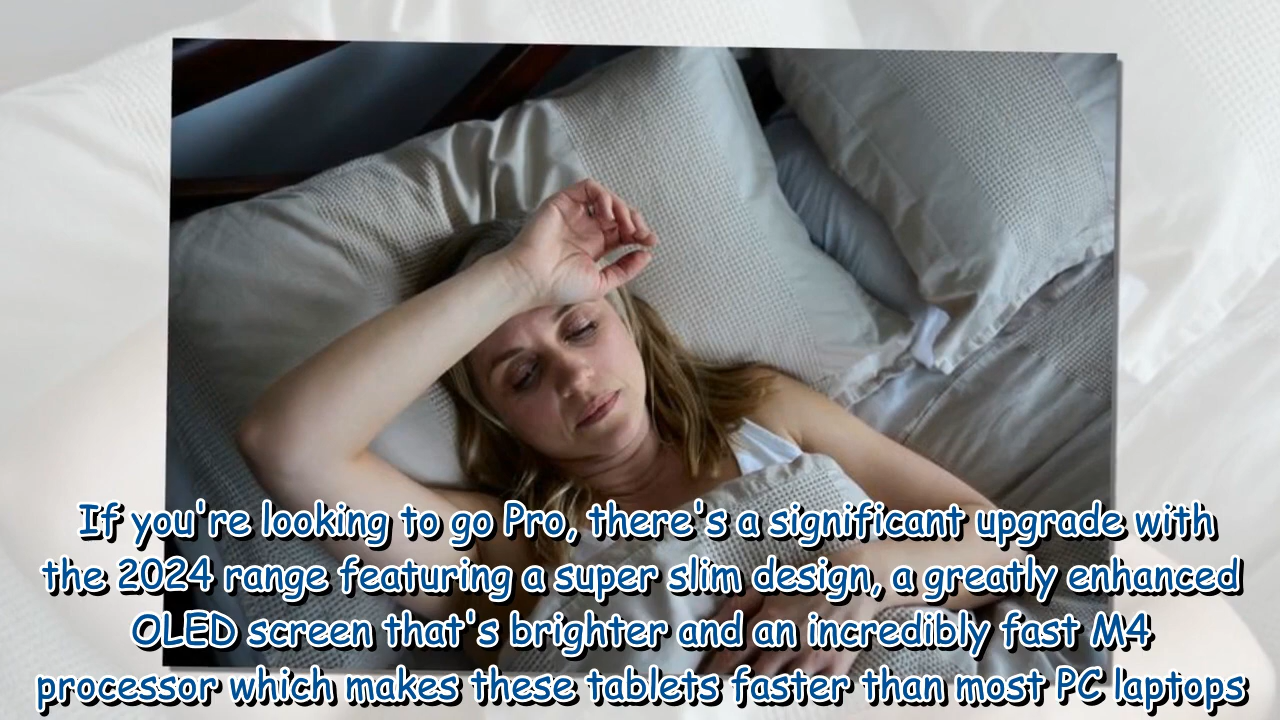 If you're looking to go Pro, there's a significant upgrade with
the 2024 range featuring a super slim design, a greatly enhanced
OLED screen that's brighter and an incredibly fast M4
processor which makes these tablets faster than most PC laptops